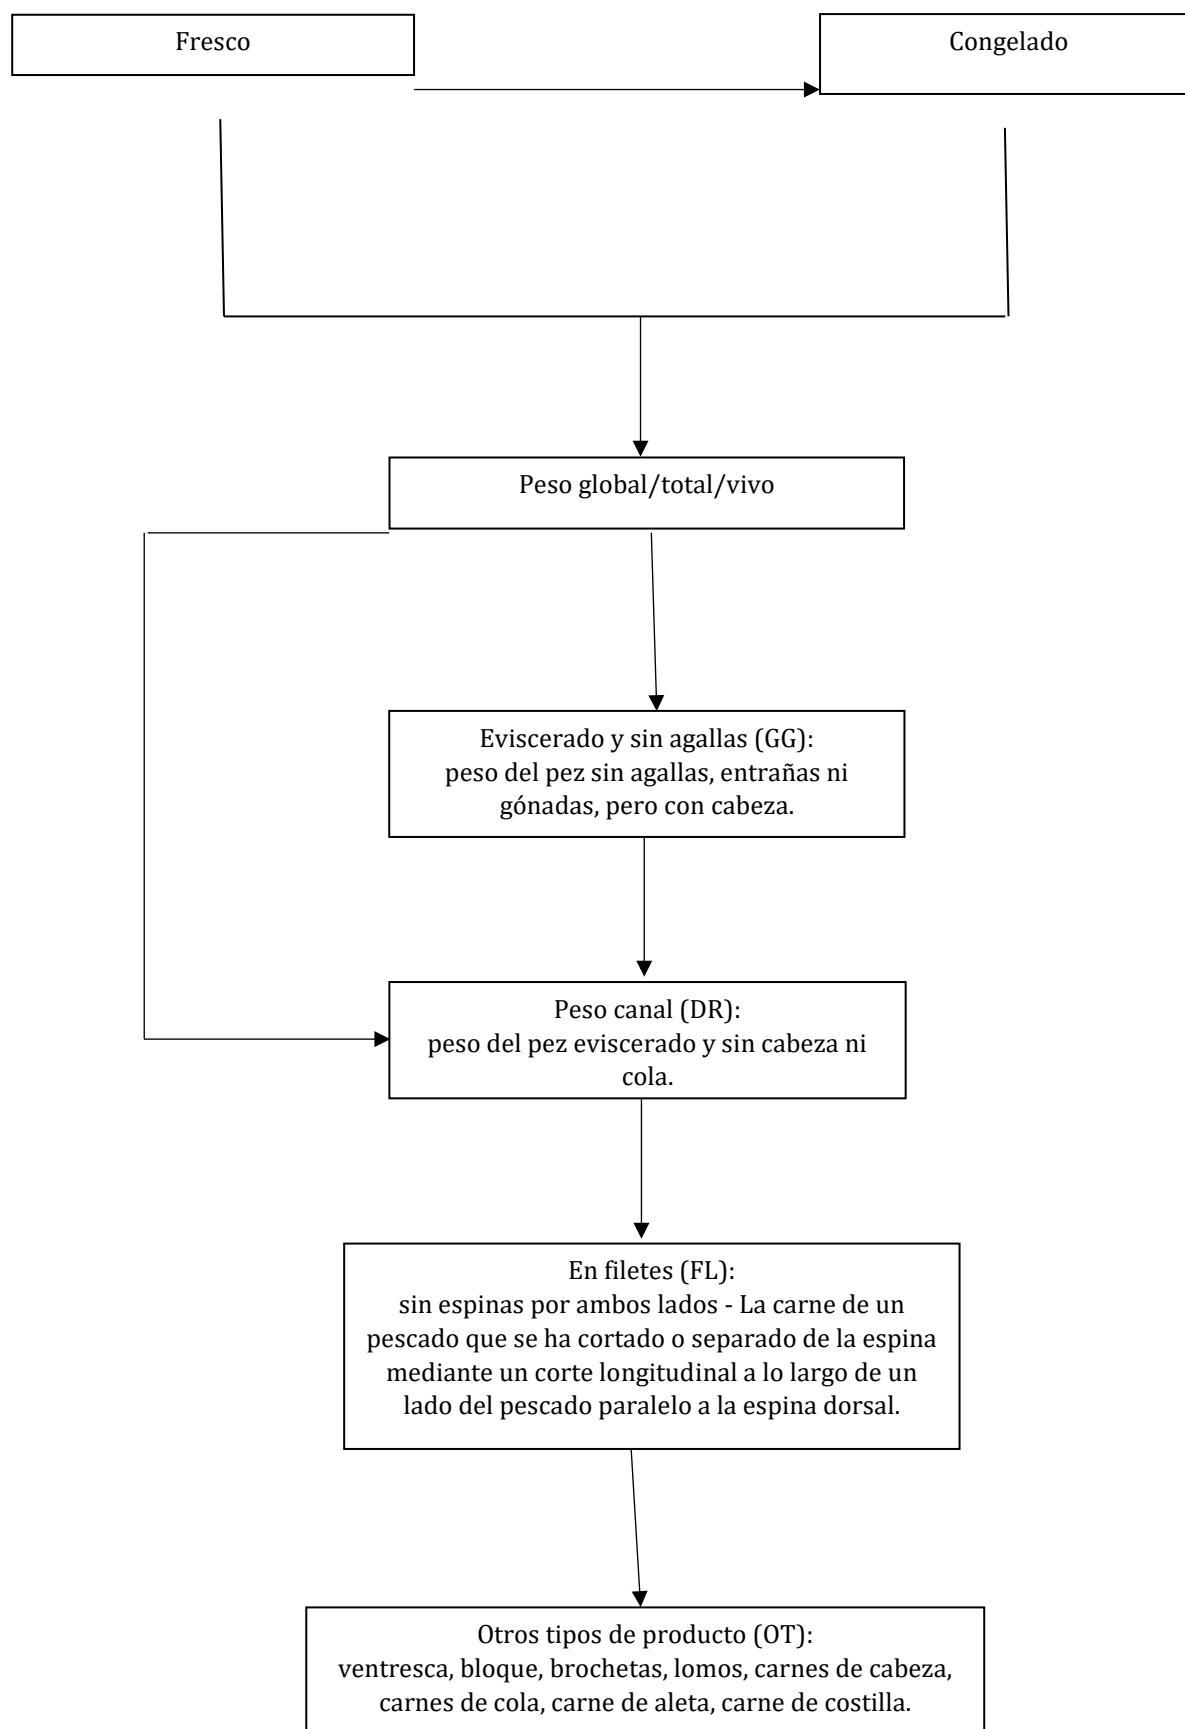 Fresco
Congelado
Peso global/total/vivo
Eviscerado y sin agallas (GG):
peso del pez sin agallas, entrañas ni
gónadas, pero con cabeza.
Peso canal (DR):
peso del pez eviscerado y sin cabeza ni
cola.
En filetes (FL):
sin espinas por ambos lados - La carne de un
pescado que se ha cortado o separado de la espina
mediante un corte longitudinal a lo largo de un
lado del pescado paralelo a la espina dorsal.
Otros tipos de producto (OT):
ventresca, bloque, brochetas, lomos, carnes de cabeza,
carnes de cola, carne de aleta, carne de costilla.